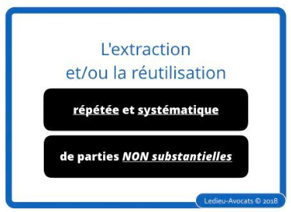 L'extraction
et/ou la réutilisation
répétée et systématique
de parties NON substantielles
Ledieu-Avocats © 2018